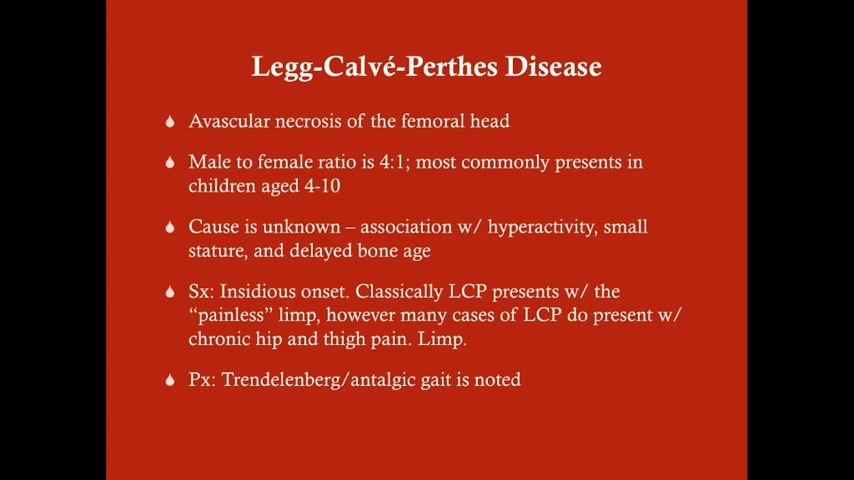 Legg-Calvé-Perthes Disease
Avascular necrosis of the femoral head
Male to female ratio is 4:1; most commonly presents in
children aged 4-10
Cause is unknown – association w/ hyperactivity, small
stature, and delayed bone age
Sx: Insidious onset. Classically LCP presents w/ the
“painless” limp, however many cases of LCP do present w/
chronic hip and thigh pain. Limp.
Px: Trendelenberg/antalgic gait is noted